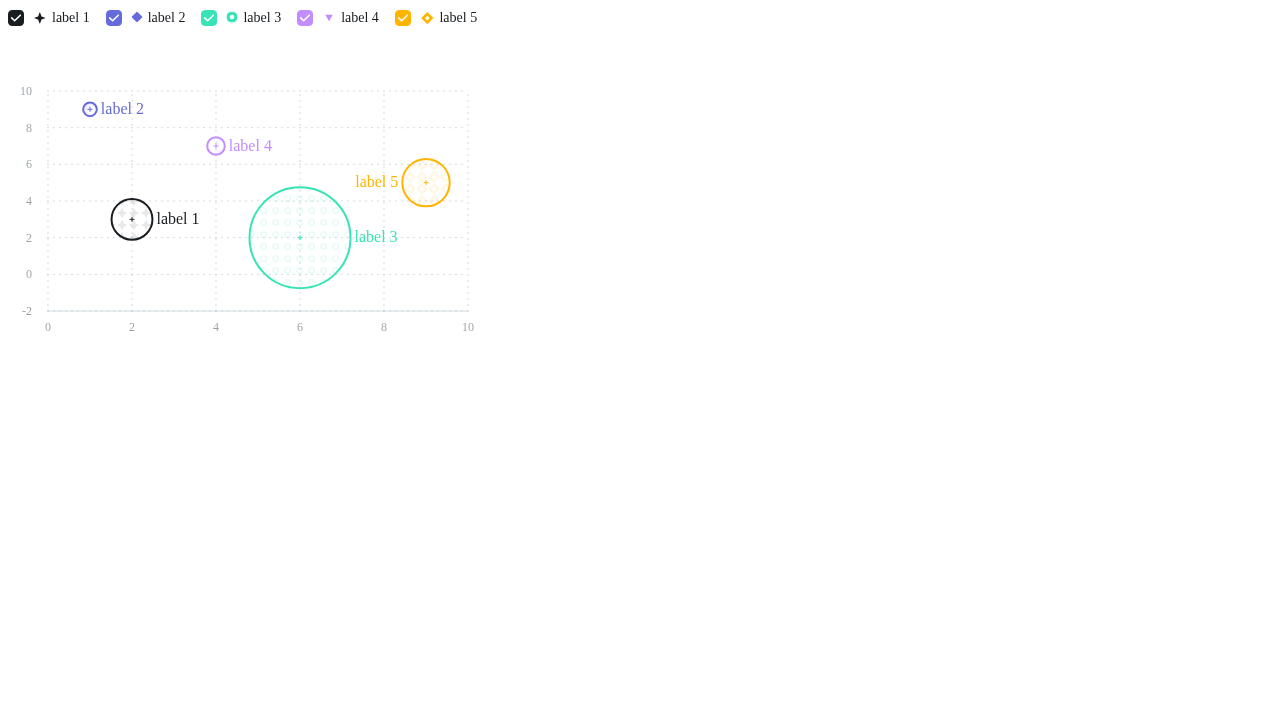 label 1 label 2 label 3 label 4 label 5
10
label 2
8
label 4
6
label 5
4
label 1
2
label 3
0
-2
0 2 4 6 8 10